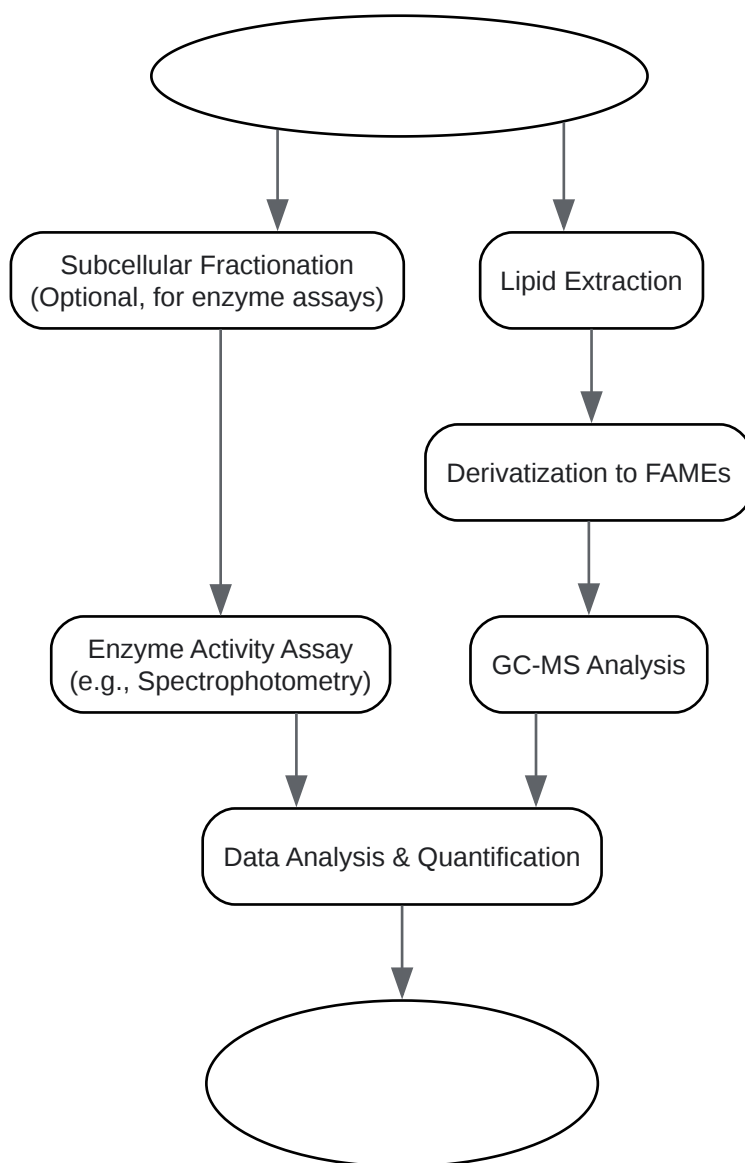 Subcellular Fractionation
(Optional, for enzyme assays)
Lipid Extraction
Derivatization to FAMEs
Enzyme Activity Assay
(e.g., Spectrophotometry)
GC-MS Analysis
Data Analysis & Quantification